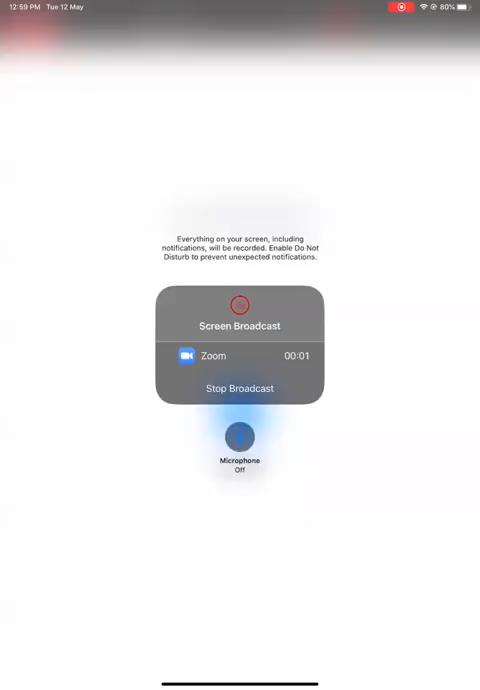 12:59 PM Tue 12 May
80%
Everything on your screen, including
notifications, will be recorded. Enable Do Not
Disturb to prevent unexpected notifications.
Screen Broadcast
Zoom 00:01
Stop Broadcast
Microphone
Off